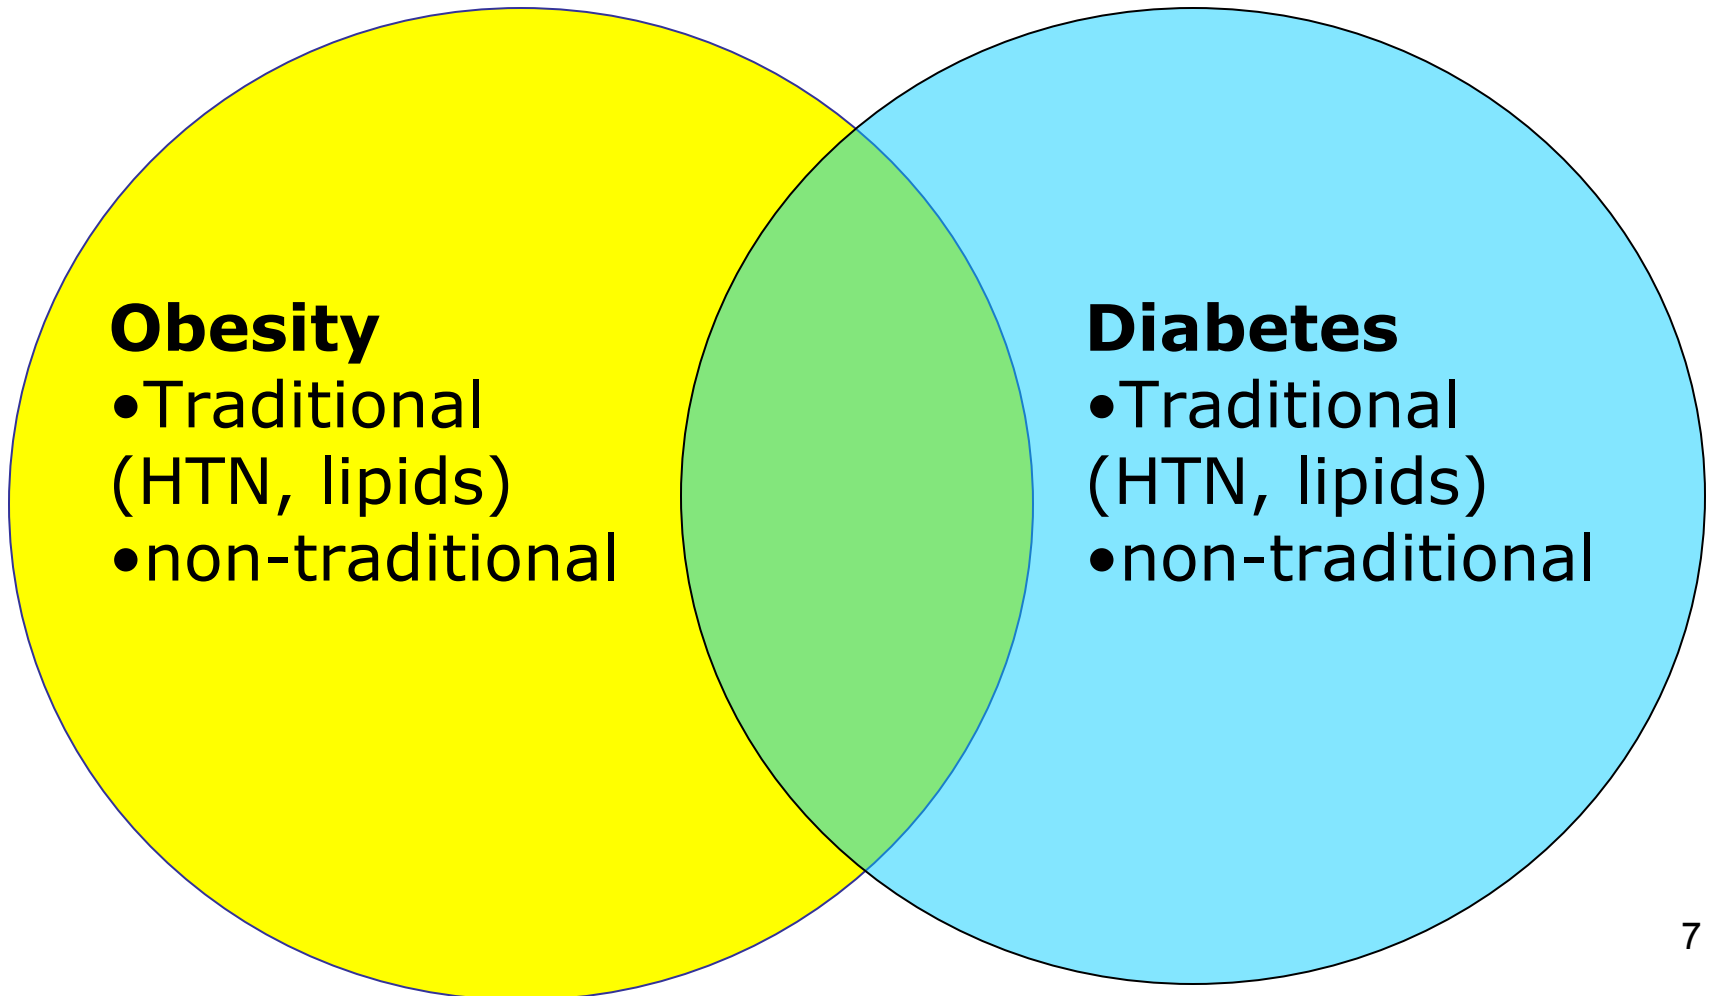 Obesity
•Traditional
(HTN, lipids)
•non-traditional
Diabetes
•Traditional
(HTN, lipids)
•non-traditional
7